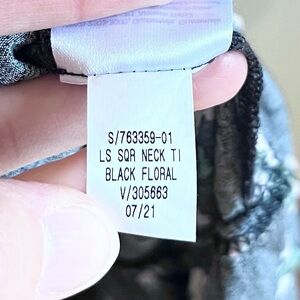 S/763359-01
LS SQR NECK TI
BLACK FLORAL
V/305663
07/21